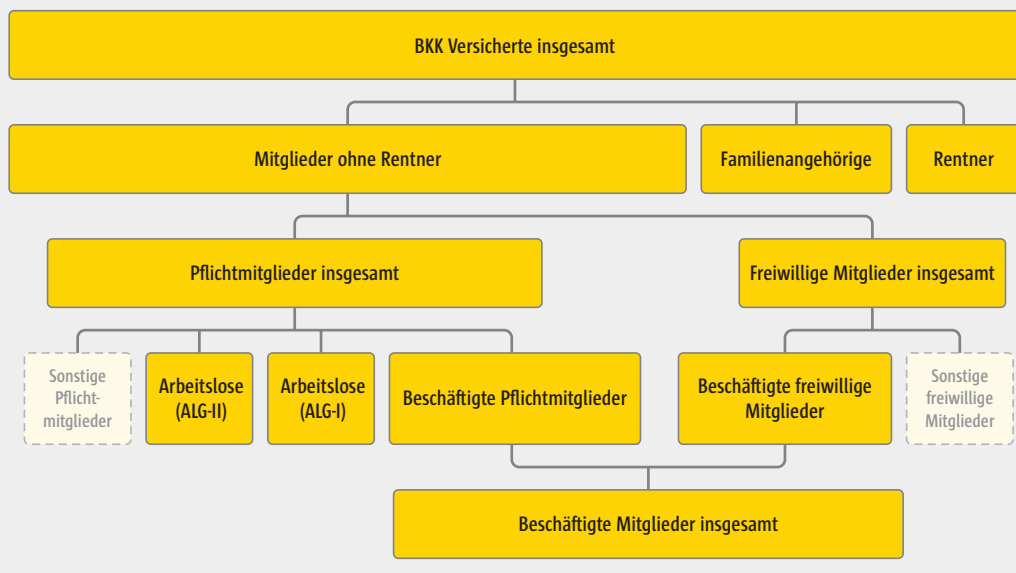 BKK Versicherte insgesamt
Mitglieder ohne Rentner
Familienangehörige
Rentner
Pflichtmitglieder insgesamt
Freiwillige Mitglieder insgesamt
Sonstige
Pflicht-
mitglieder
Arbeitslose
(ALG-II)
Arbeitslose
(ALG-I)
Beschäftigte Pflichtmitglieder
Beschäftigte freiwillige
Mitglieder
Sonstige
freiwillige
Mitglieder
Beschäftigte Mitglieder insgesamt